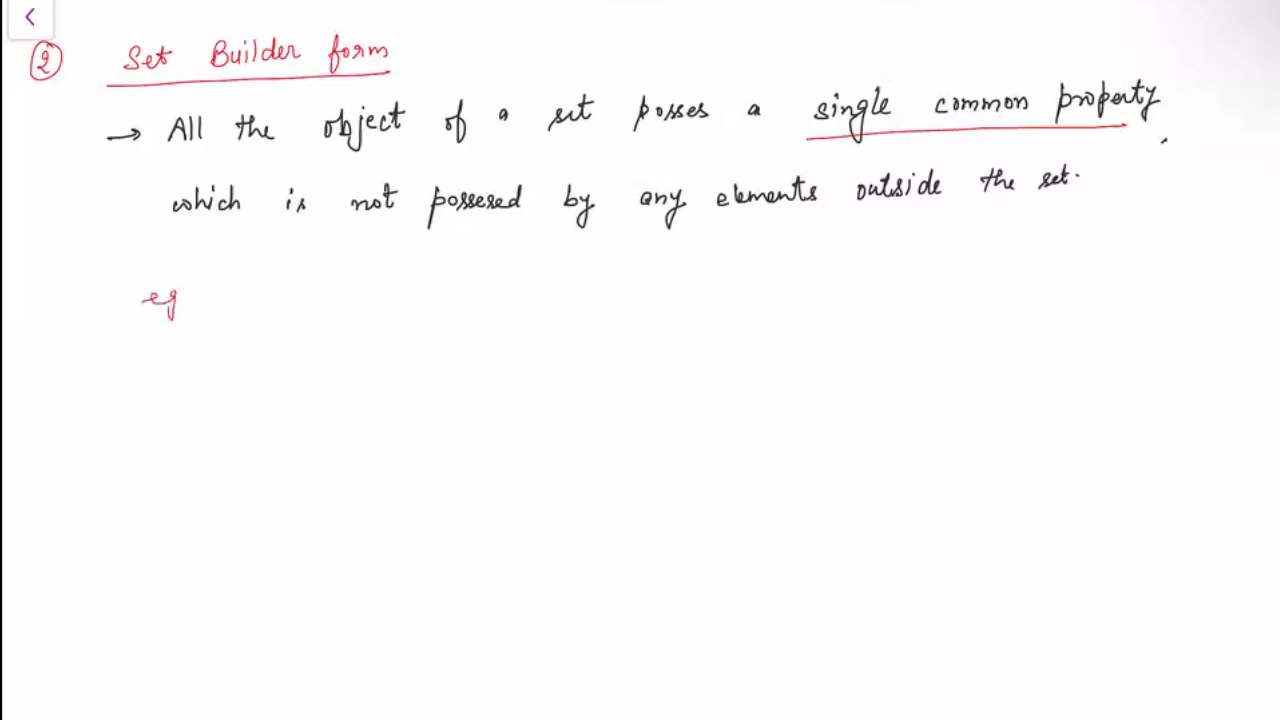 ② Set Builder form
→ All the object of a set posses a single common property
which is not possesed by any elements outside the set.
eg